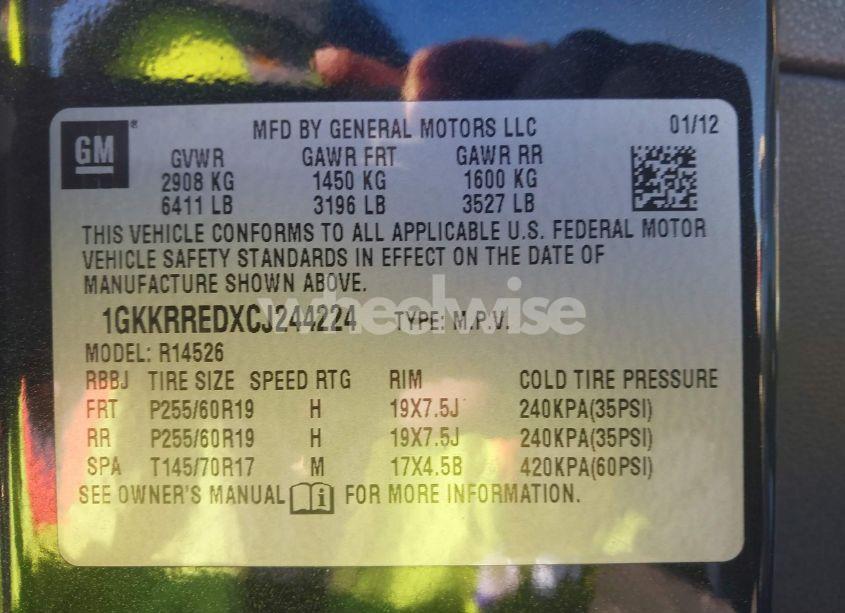 GM®
MFD BY GENERAL MOTORS LLC 01/12
GVWR GAWR FRT GAWR RR
2908 KG 1450 KG 1600 KG
6411 LB 3196 LB 3527 LB
THIS VEHICLE CONFORMS TO ALL APPLICABLE U.S. FEDERAL MOTOR
VEHICLE SAFETY STANDARDS IN EFFECT ON THE DATE OF
MANUFACTURE SHOWN ABOVE.
wheelwise
1GKKRREDXCJ244224 TYPE: M.P.V.
MODEL: R14526
RBBJ TIRE SIZE SPEED RTG RIM COLD TIRE PRESSURE
FRT P255/60R19 H 19X7.5J 240KPA(35PSI)
RR P255/60R19 H 19X7.5J 240KPA(35PSI)
SPA T145/70R17 M 17X4.5B 420KPA(60PSI)
SEE OWNER'S MANUAL FOR MORE INFORMATION.